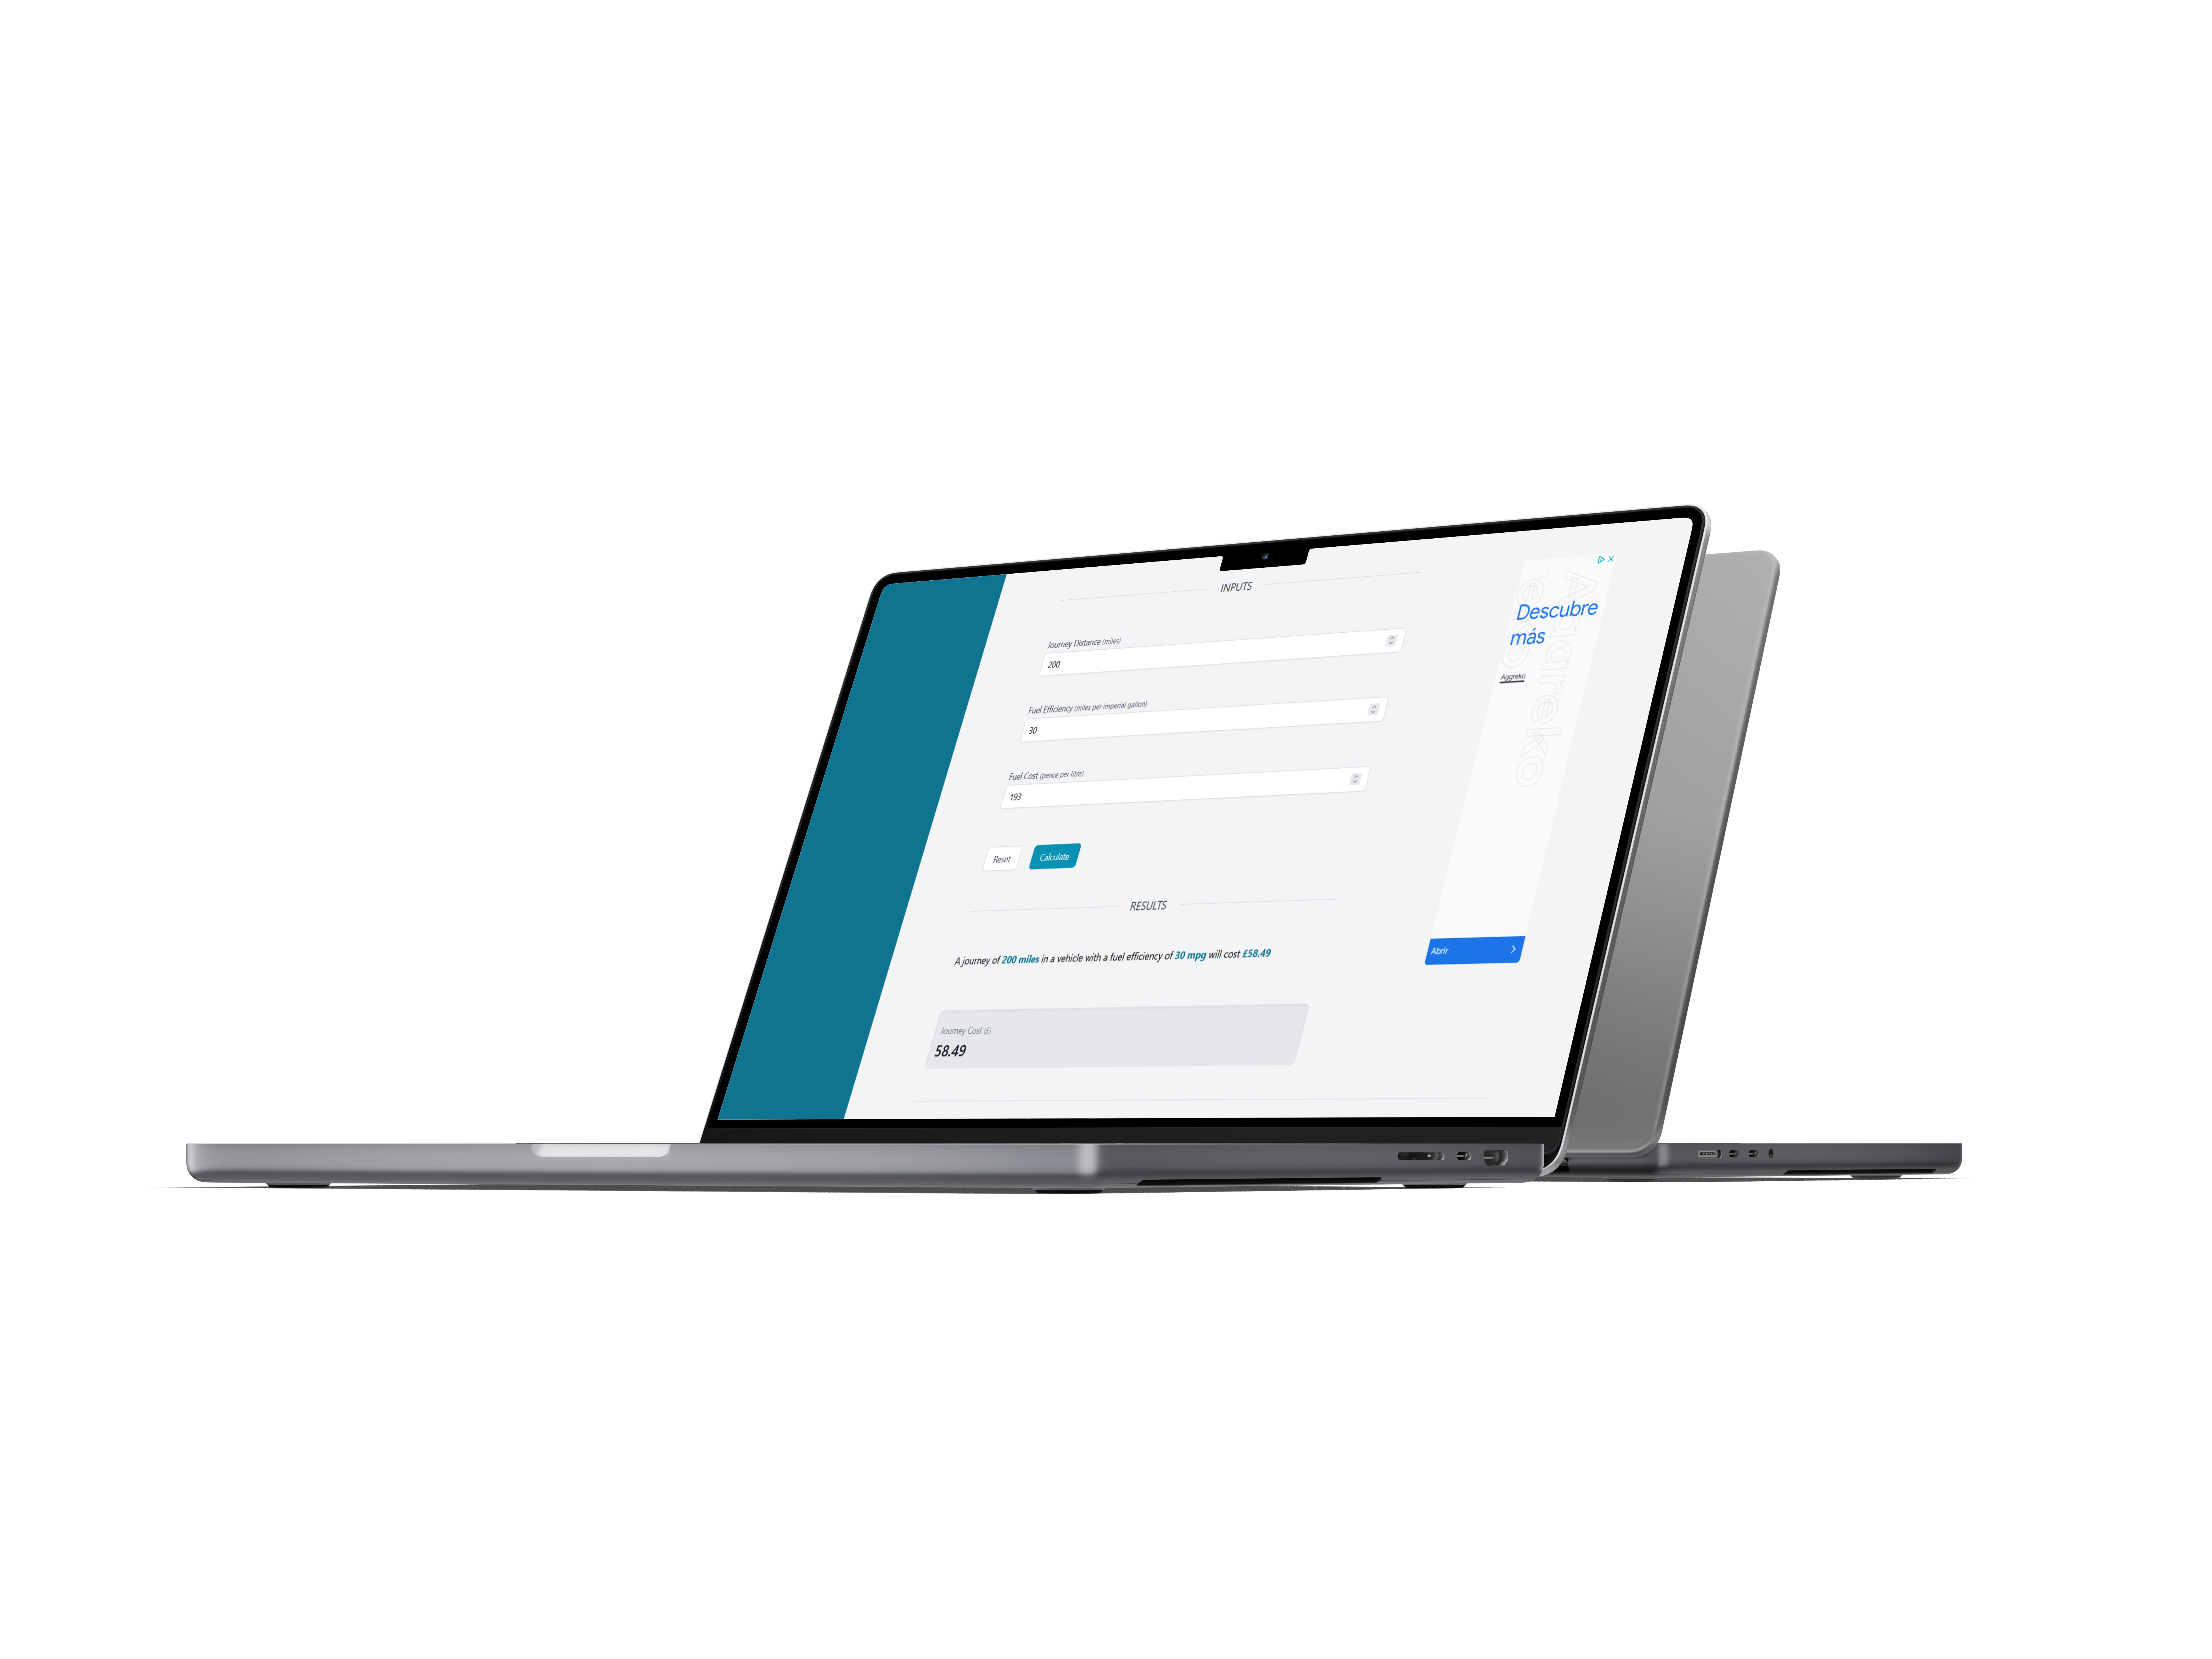 INPUTS
Journey Distance (miles)
200
Fuel Efficiency (miles per imperial gallon)
30
Fuel Cost (pence per litre)
193
Reset
Calculate
RESULTS
A journey of 200 miles in a vehicle with a fuel efficiency of 30 mpg will cost £58.49
Journey Cost (£)
58.49
Descubre
más
Aggreko
Abrir